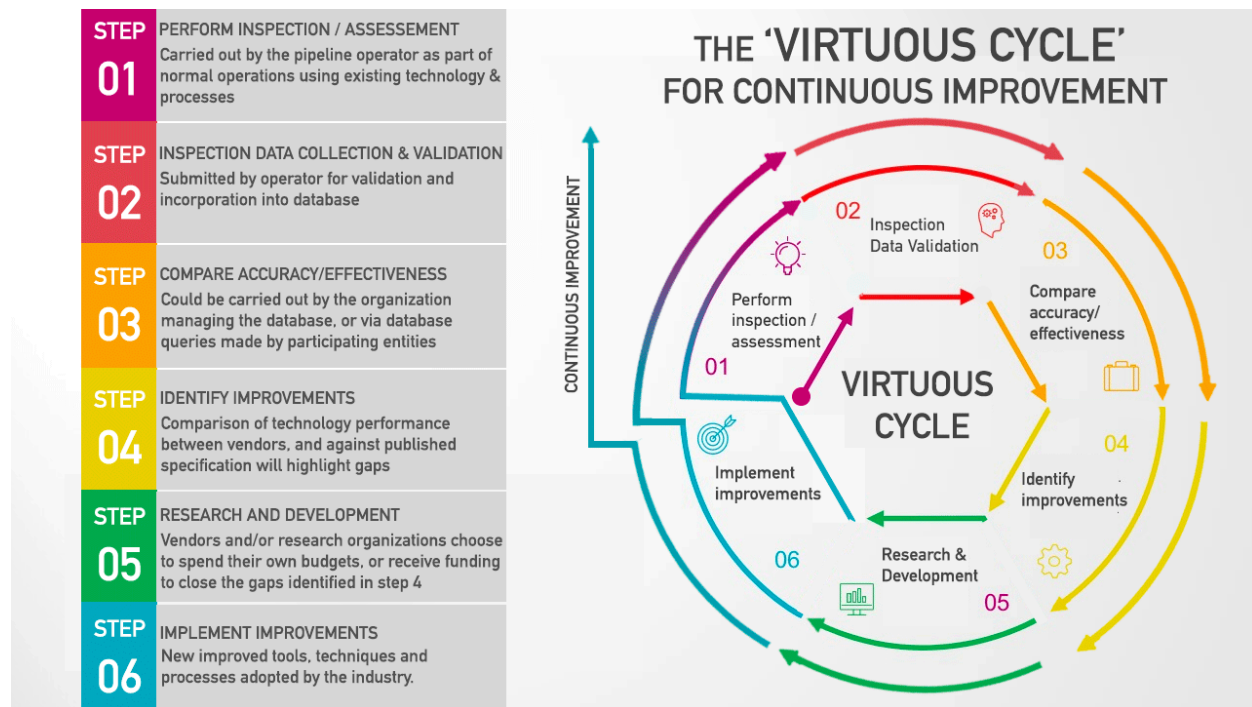 STEP
01
PERFORM INSPECTION / ASSESSEMENT
Carried out by the pipeline operator as part of
normal operations using existing technology &
processes
STEP
02
INSPECTION DATA COLLECTION & VALIDATION
Submitted by operator for validation and
incorporation into database
STEP
03
COMPARE ACCURACY/EFFECTIVENESS
Could be carried out by the organization
managing the database, or via database
queries made by participating entities
STEP
04
IDENTIFY IMPROVEMENTS
Comparison of technology performance
between vendors, and against published
specification will highlight gaps
STEP
05
RESEARCH AND DEVELOPMENT
Vendors and/or research organizations choose
to spend their own budgets, or receive funding
to close the gaps identified in step 4
STEP
06
IMPLEMENT IMPROVEMENTS
New improved tools, techniques and
processes adopted by the industry.
THE ‘VIRTUOUS CYCLE’
FOR CONTINUOUS IMPROVEMENT
CONTINUOUS IMPROVEMENT
01
Perform
inspection /
assessment
02
Inspection
Data Validation
03
Compare
accuracy/
effectiveness
04
Identify
improvements
05
Research &
Development
06
Implement
improvements
VIRTUOUS
CYCLE